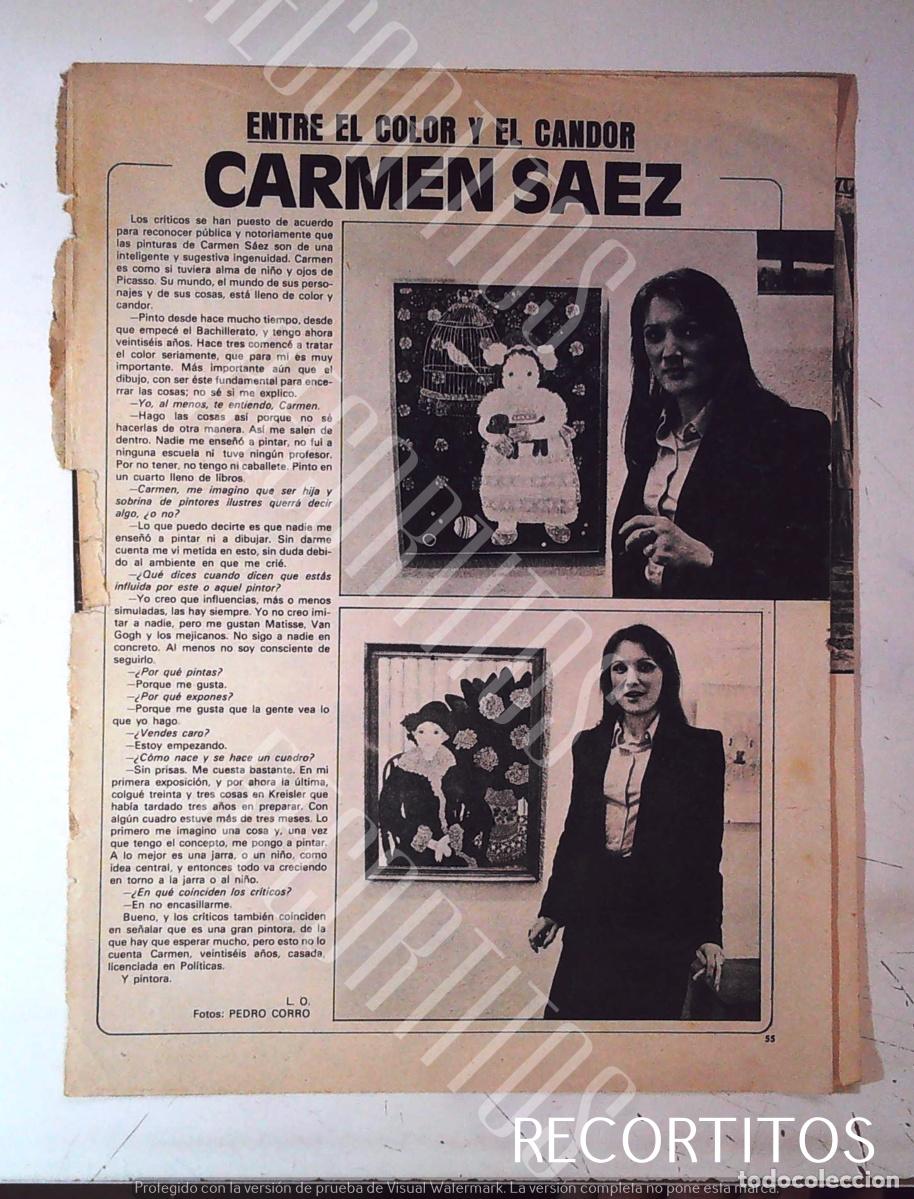 ENTRE EL COLOR Y EL CANDOR
CARMEN SAEZ
Los críticos se han puesto de acuerdo
para reconocer pública y notoriamente que
las pinturas de Carmen Sáez son de una
inteligente y sugestiva ingenuidad. Carmen
es como si tuviera alma de niño y ojos de
Picasso. Su mundo, el mundo de sus perso-
najes y de sus cosas, está lleno de color y
candor.
—Pinto desde hace mucho tiempo, desde
que empecé el Bachillerato, y tengo ahora
veintiséis años. Hace tres comencé a tratar
el color seriamente, que para mí es muy
importante. Más importante aún que el
dibujo, con ser éste fundamental para ence-
rrar las cosas; no sé si me explico.
—Yo, al menos, te entiendo, Carmen.
—Hago las cosas así porque no sé
hacerlas de otra manera. Así me salen de
dentro. Nadie me enseñó a pintar, no fui a
ninguna escuela ni tuve ningún profesor.
Por no tener, no tengo ni caballete. Pinto en
un cuarto lleno de libros.
—Carmen, me imagino que ser hija y
sobrina de pintores ilustres querrá decir
algo, ¿o no?
—Lo que puedo decirte es que nadie me
enseñó a pintar ni a dibujar. Sin darme
cuenta me vi metida en esto, sin duda debi-
do al ambiente en que me crié.
—¿Qué dices cuando dicen que estás
influida por este o aquel pintor?
—Yo creo que influencias, más o menos
simuladas, las hay siempre. Yo no creo imi-
tar a nadie, pero me gustan Matisse, Van
Gogh y los mejicanos. No sigo a nadie en
concreto. Al menos no soy consciente de
seguirlo.
—¿Por qué pintas?
—Porque me gusta.
—¿Por qué expones?
—Porque me gusta que la gente vea lo
que yo hago.
—¿Vendes caro?
—Estoy empezando.
—¿Cómo nace y se hace un cuadro?
—Sin prisas. Me cuesta bastante. En mi
primera exposición, y por ahora la última,
colgué treinta y tres cosas en Kreisler que
había tardado tres años en preparar. Con
algún cuadro estuve más de tres meses. Lo
primero me imagino una cosa y, una vez
que tengo el concepto, me pongo a pintar.
A lo mejor es una jarra, o un niño, como
idea central, y entonces todo va creciendo
en torno a la jarra o al niño.
—¿En qué coinciden los críticos?
—En no encasillarme.
Bueno, y los críticos también coinciden
en señalar que es una gran pintora, de la
que hay que esperar mucho, pero esto no lo
cuenta Carmen, veintiséis años, casada,
licenciada en Políticas.
Y pintora.
L. O.
Fotos: PEDRO CORRO
55
RECORTITOS
RECORTITOS
RECORTITOS
RECORTITOS
RECORTITOS
todocoleccion
Protegido con la versión de prueba de Visual Watermark. La versión completa no pone esta marca.